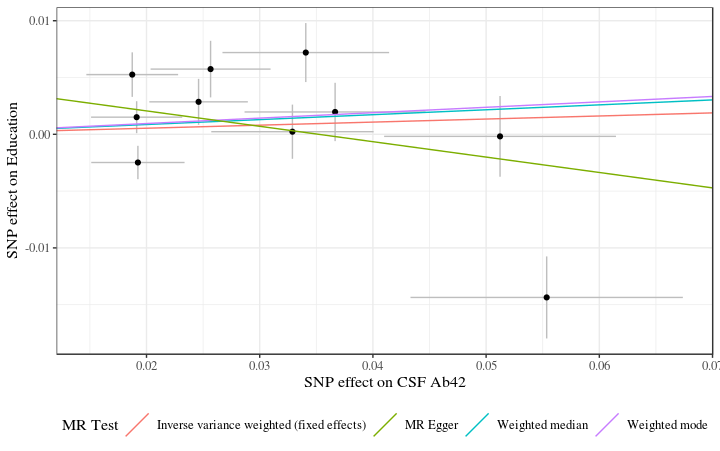 0.01
0.00
-0.01
SNP effect on Education
0.02 0.03 0.04 0.05 0.06 0.07
SNP effect on CSF Ab42
MR Test Inverse variance weighted (fixed effects) MR Egger Weighted median Weighted mode